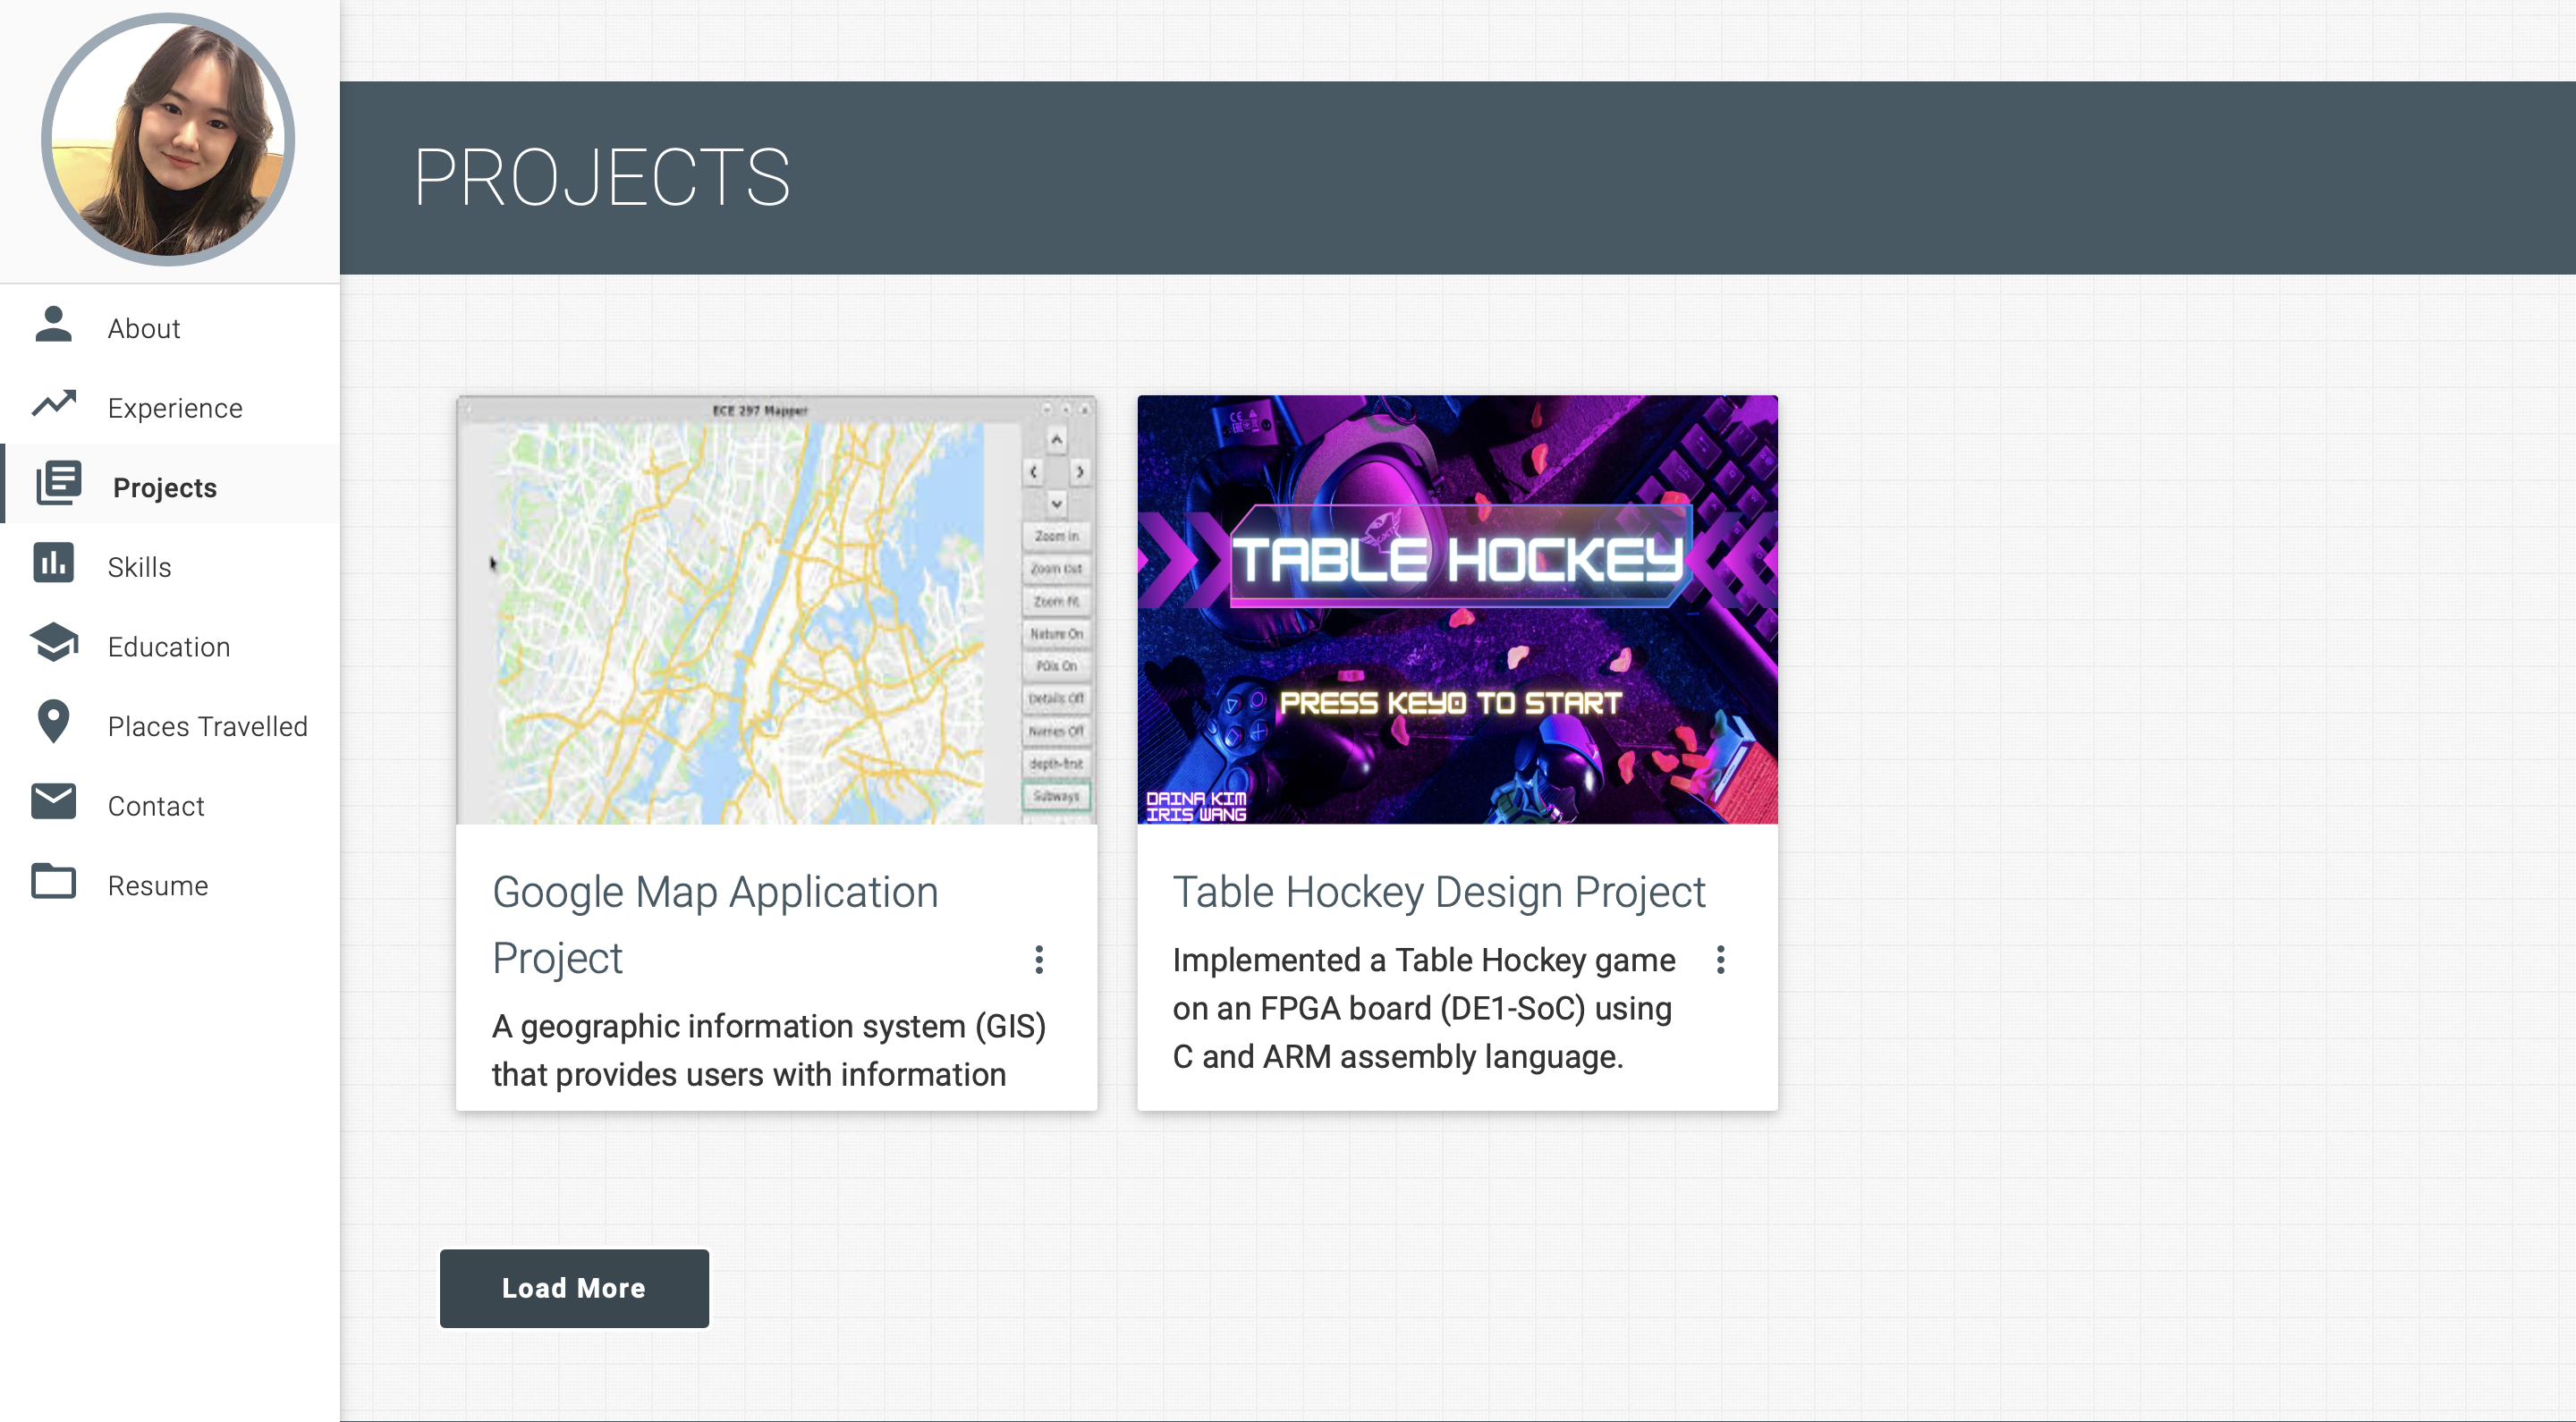 PROJECTS
About
Experience
Projects
Skills
Education
Places Travelled
Contact
Resume
ECE 297 Mapper
Zoom in
Zoom Out
Zoom Fit
Nature On
POIs On
Details Off
Names Off
depth-first
Subways
Google Map Application
Project
A geographic information system (GIS)
that provides users with information
TABLE HOCKEY
PRESS KEY0 TO START
DAINA KIM
IRIS WANG
Table Hockey Design Project
Implemented a Table Hockey game
on an FPGA board (DE1-SoC) using
C and ARM assembly language.
Load More